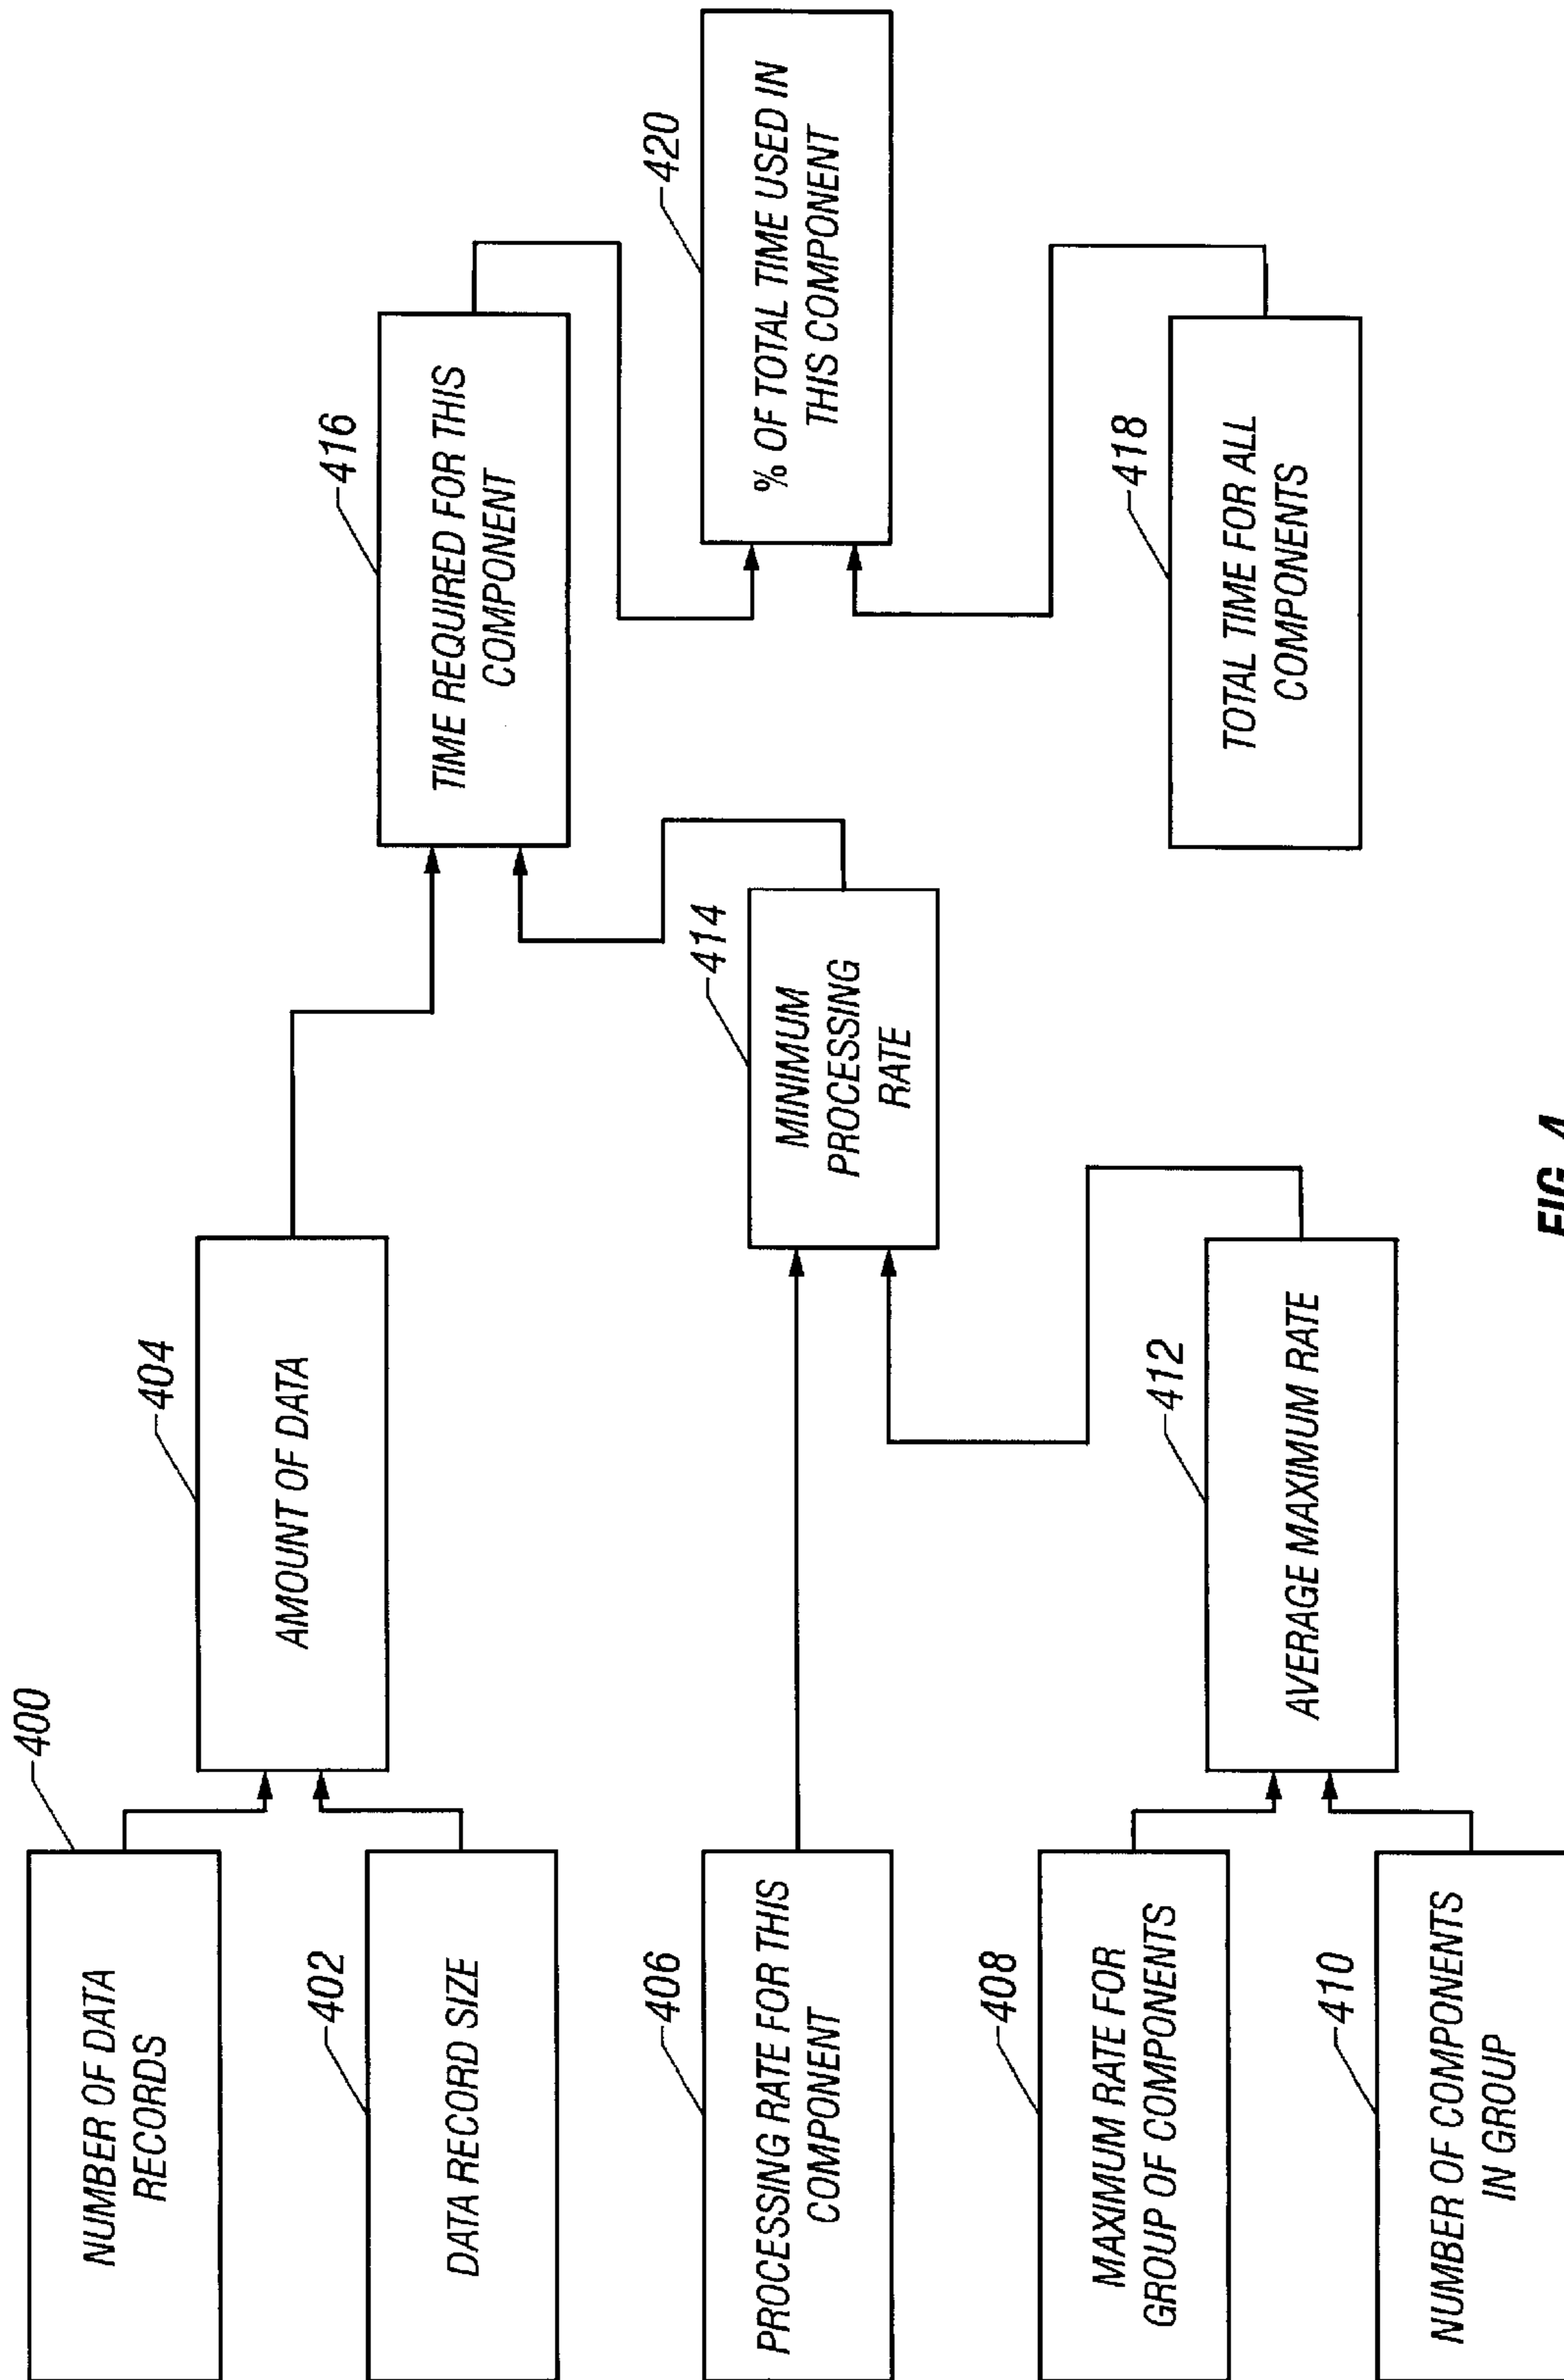 400
NUMBER OF DATA
RECORDS
402
DATA RECORD SIZE
404
AMOUNT OF DATA
406
PROCESSING RATE FOR THIS
COMPONENT
408
MAXIMUM RATE FOR
GROUP OF COMPONENTS
410
NUMBER OF COMPONENTS
IN GROUP
412
AVERAGE MAXIMUM RATE
414
MINIMUM
PROCESSING
RATE
416
TIME REQUIRED FOR THIS
COMPONENT
418
TOTAL TIME FOR ALL
COMPONENTS
420
% OF TOTAL TIME USED IN
THIS COMPONENT
FIG. 4